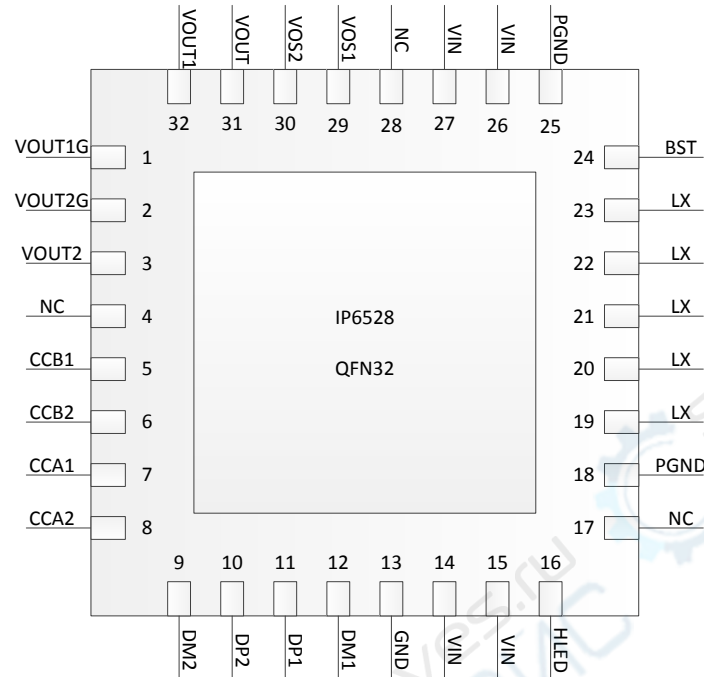 VOUT1 VOUT VOS2 VOS1 NC VIN VIN PGND
32 31 30 29 28 27 26 25
VOUT1G 1 24 BST
VOUT2G 2 23 LX
VOUT2 3 22 LX
NC 4 21 LX
IP6528
CCB1 5 20 LX
QFN32
CCB2 6 19 LX
CCA1 7 18 PGND
CCA2 8 17 NC
9 10 11 12 13 14 15 16
DM2 DP2 DP1 DM1 GND VIN VIN HLED